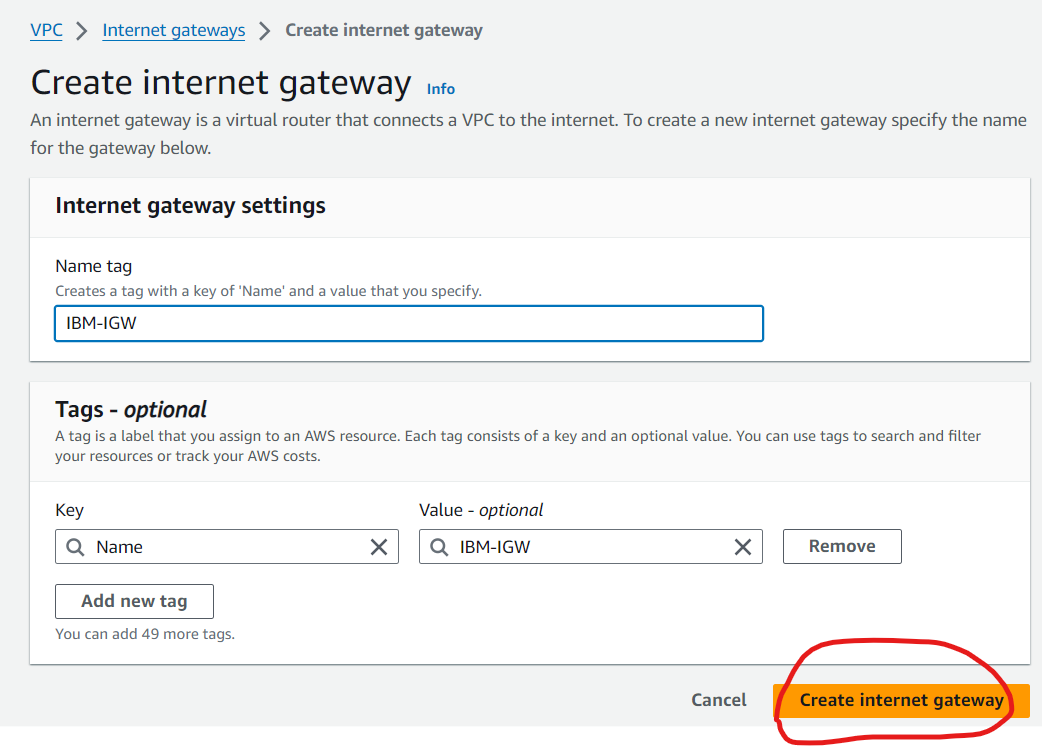 VPC > Internet gateways > Create internet gateway
Create internet gateway Info
An internet gateway is a virtual router that connects a VPC to the internet. To create a new internet gateway specify the name
for the gateway below.
Internet gateway settings
Name tag
Creates a tag with a key of 'Name' and a value that you specify.
IBM-IGW
Tags - optional
A tag is a label that you assign to an AWS resource. Each tag consists of a key and an optional value. You can use tags to search and filter
your resources or track your AWS costs.
Key Value - optional
Name IBM-IGW Remove
Add new tag
You can add 49 more tags.
Cancel Create internet gateway